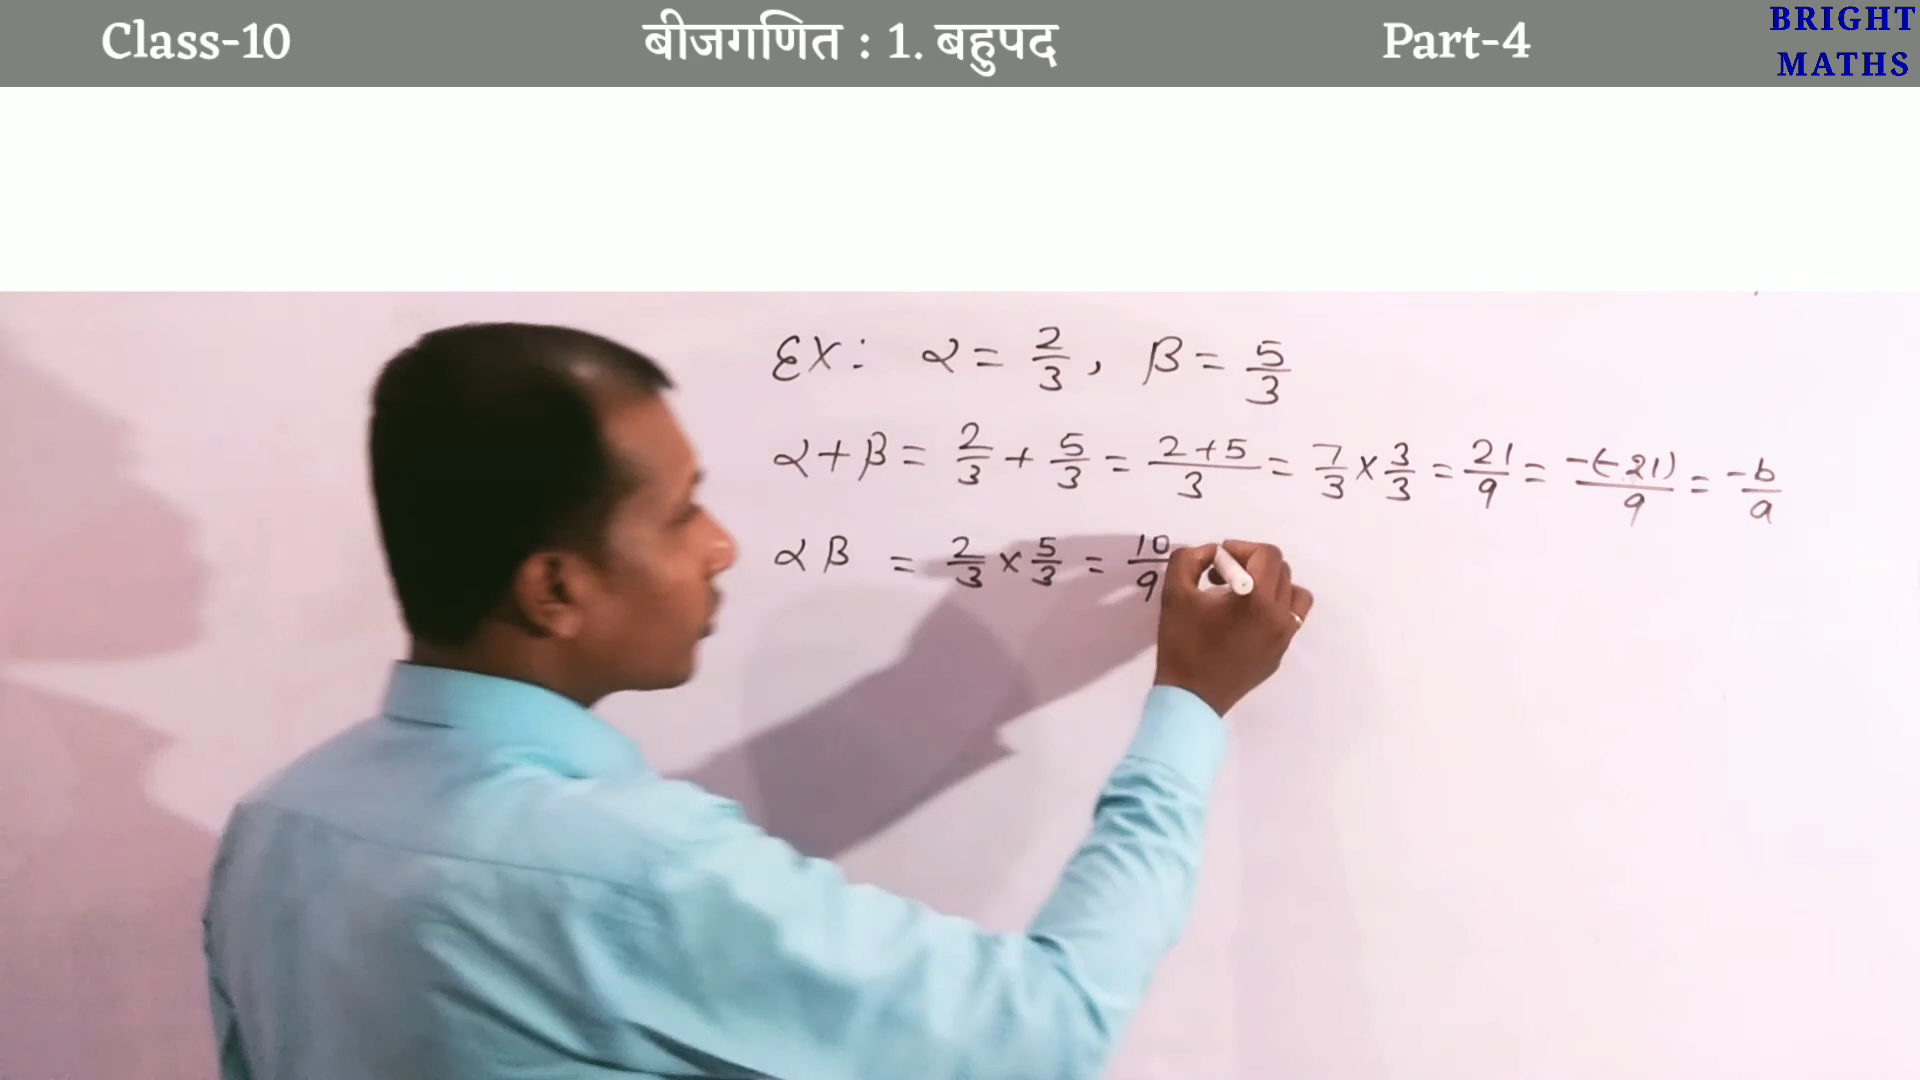 Class-10 बीजगणित : 1. बहुपद Part-4 BRIGHT
MATHS
EX: α = 2/3, β = 5/3
α+β = 2/3 + 5/3 = 2+5/3 = 7/3 × 3/3 = 21/9 = -(-21)/9 = -b/a
αβ = 2/3 × 5/3 = 10/9